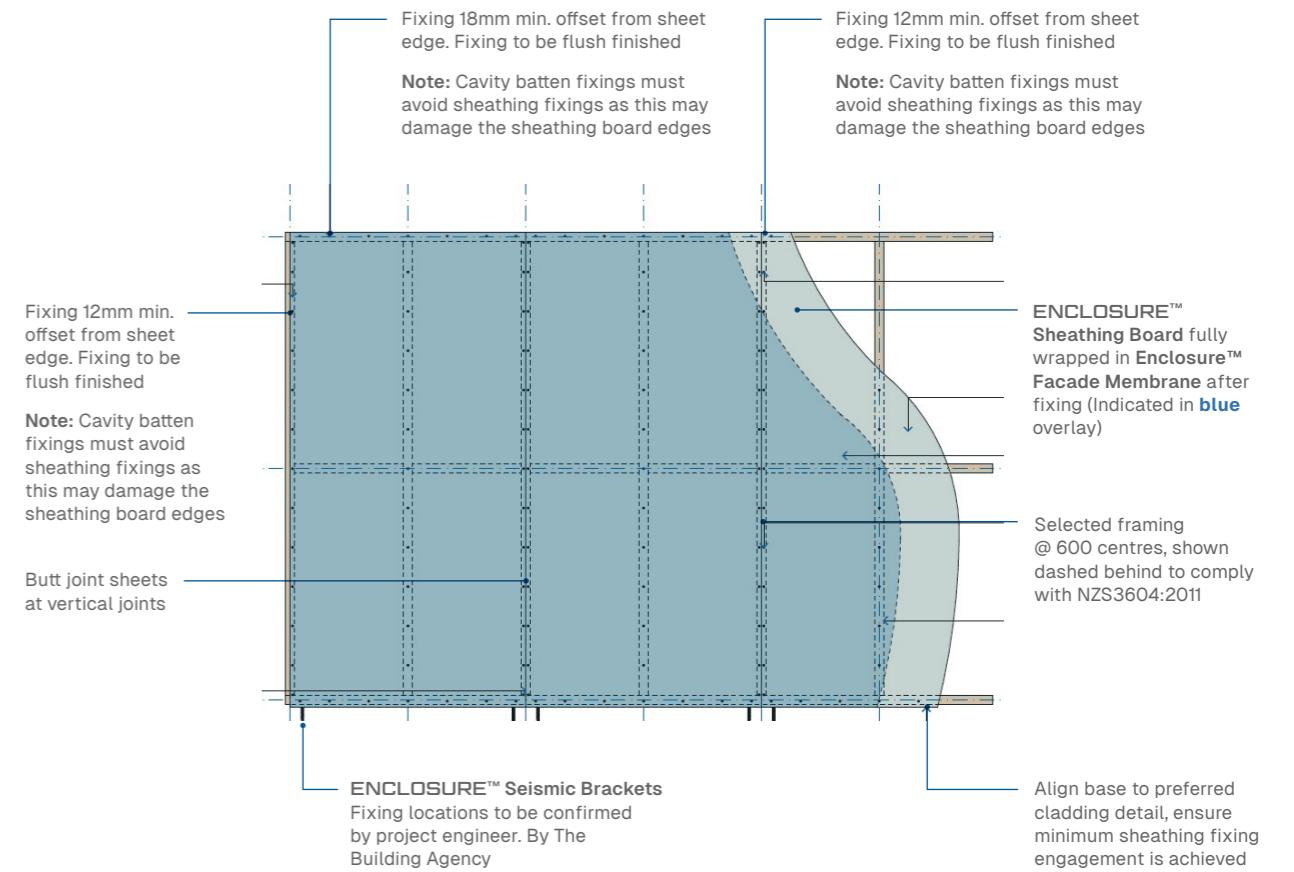 Fixing 18mm min. offset from sheet
edge. Fixing to be flush finished
Note: Cavity batten fixings must
avoid sheathing fixings as this may
damage the sheathing board edges
Fixing 12mm min. offset from sheet
edge. Fixing to be flush finished
Note: Cavity batten fixings must
avoid sheathing fixings as this may
damage the sheathing board edges
Fixing 12mm min.
offset from sheet
edge. Fixing to be
flush finished
Note: Cavity batten
fixings must avoid
sheathing fixings as
this may damage the
sheathing board edges
Butt joint sheets
at vertical joints
ENCLOSURE™
Sheathing Board fully
wrapped in Enclosure™
Facade Membrane after
fixing (Indicated in blue
overlay)
Selected framing
@ 600 centres, shown
dashed behind to comply
with NZS3604:2011
ENCLOSURE™ Seismic Brackets
Fixing locations to be confirmed
by project engineer. By The
Building Agency
Align base to preferred
cladding detail, ensure
minimum sheathing fixing
engagement is achieved